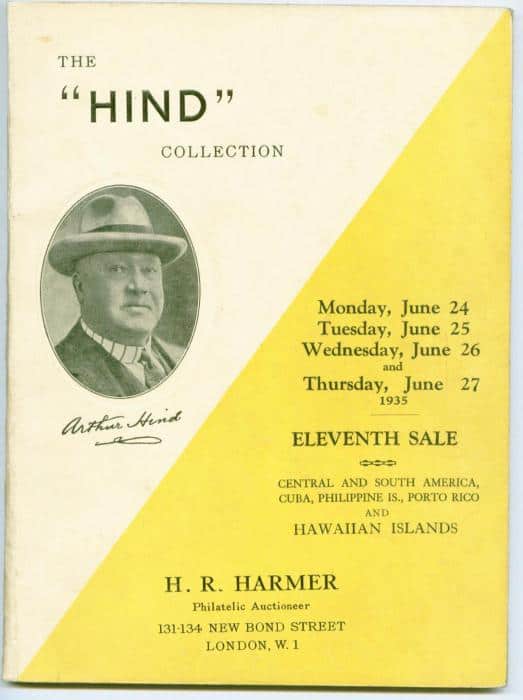 THE
"HIND"
COLLECTION
Arthur Hind
Monday, June 24
Tuesday, June 25
Wednesday, June 26
and
Thursday, June 27
1935
ELEVENTH SALE
CENTRAL AND SOUTH AMERICA,
CUBA, PHILIPPINE IS., PORTO RICO
AND
HAWAIIAN ISLANDS
H. R. HARMER
Philatelic Auctioneer
131-134 NEW BOND STREET
LONDON, W. 1